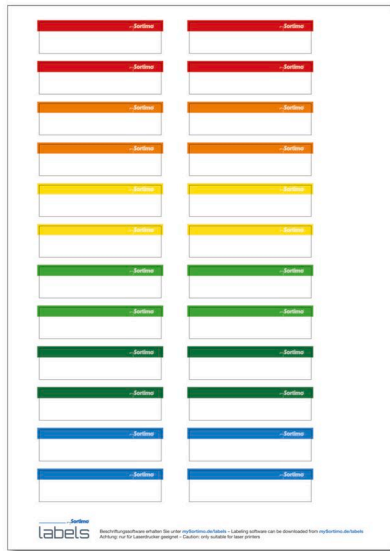 Sortimo Sortimo
Sortimo Sortimo
Sortimo Sortimo
Sortimo Sortimo
Sortimo Sortimo
Sortimo Sortimo
Sortimo Sortimo
Sortimo Sortimo
Sortimo Sortimo
Sortimo Sortimo
Sortimo Sortimo
Sortimo Sortimo
Sortimo
labels
Beschriftungssoftware erhalten Sie unter mySortimo.de/labels – Labeling software can be downloaded from mySortimo.de/labels
Achtung: nur für Laserdrucker geeignet – Caution: only suitable for laser printers